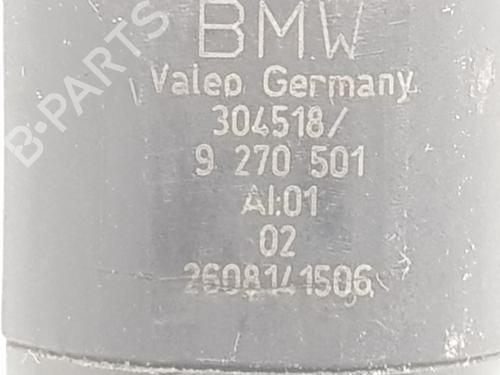 B-PARTS
BMW
Valeo Germany
304518/
9 270 501
AI:01
02
2608141506